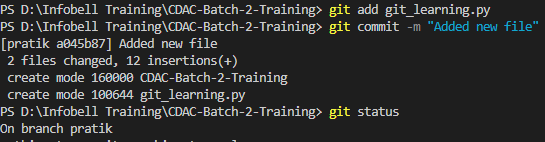 PS D:\Infobell Training\CDAC-Batch-2-Training> git add git_learning.py
PS D:\Infobell Training\CDAC-Batch-2-Training> git commit -m "Added new file"
[pratik a045b87] Added new file
 2 files changed, 12 insertions(+)
 create mode 160000 CDAC-Batch-2-Training
 create mode 100644 git_learning.py
PS D:\Infobell Training\CDAC-Batch-2-Training> git status
On branch pratik